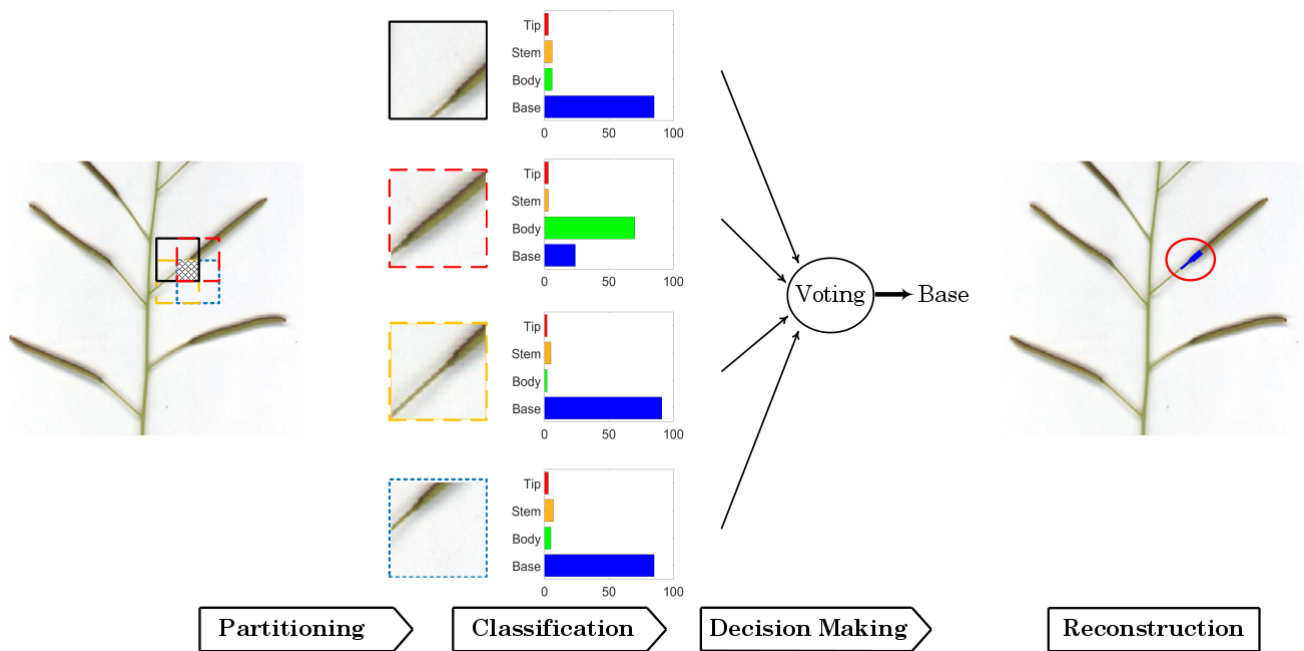 Tip
Stem
Body
Base
0 50 100
Tip
Stem
Body
Base
0 50 100
Tip
Stem
Body
Base
0 50 100
Tip
Stem
Body
Base
0 50 100
Voting
Base
Partitioning
Classification
Decision Making
Reconstruction